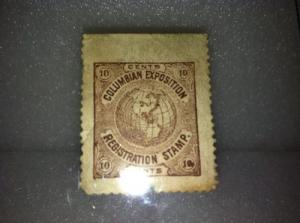 CENTS
10 10
COLUMBIAN EXPOSITION
REGISTRATION STAMP.
10 10
CENTS